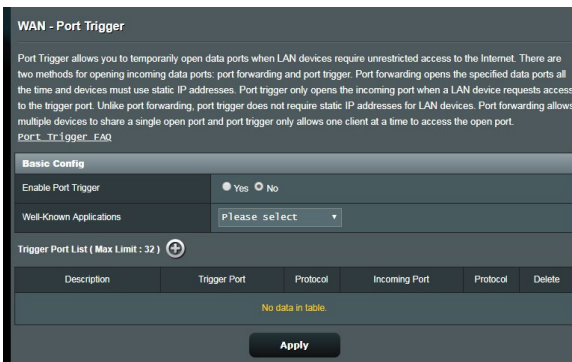 WAN - Port Trigger
Port Trigger allows you to temporarily open data ports when LAN devices require unrestricted access to the Internet. There are
two methods for opening incoming data ports: port forwarding and port trigger. Port forwarding opens the specified data ports all
the time and devices must use static IP addresses. Port trigger only opens the incoming port when a LAN device requests access
to the trigger port. Unlike port forwarding, port trigger does not require static IP addresses for LAN devices. Port forwarding allows
multiple devices to share a single open port and port trigger only allows one client at a time to access the open port.
Port Trigger FAQ
Basic Config
Enable Port Trigger Yes No
Well-Known Applications Please select
Trigger Port List ( Max Limit : 32 )
Description Trigger Port Protocol Incoming Port Protocol Delete
No data in table.
Apply